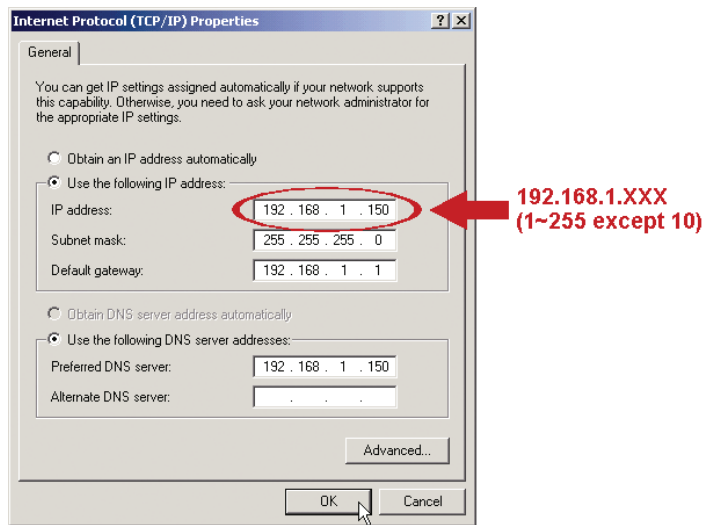 Internet Protocol (TCP/IP) Properties
General
You can get IP settings assigned automatically if your network supports
this capability. Otherwise, you need to ask your network administrator for
the appropriate IP settings.
Obtain an IP address automatically
Use the following IP address:
IP address: 192 . 168 . 1 . 150
Subnet mask: 255 . 255 . 255 . 0
Default gateway: 192 . 168 . 1 . 1
192.168.1.XXX
(1~255 except 10)
Obtain DNS server address automatically
Use the following DNS server addresses:
Preferred DNS server: 192 . 168 . 1 . 150
Alternate DNS server: . . .
Advanced...
OK Cancel